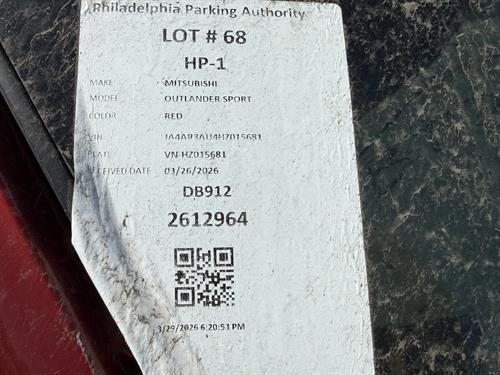 Philadelphia Parking Authority
LOT # 68
HP-1
MAKE MITSUBISHI
MODEL OUTLANDER SPORT
COLOR RED
VIN JA4AR3AU4HZ015681
PLATE VN-HZ015681
RECEIVED DATE 03/26/2026
DB912
2612964
3/29/2026 6:20:53 PM